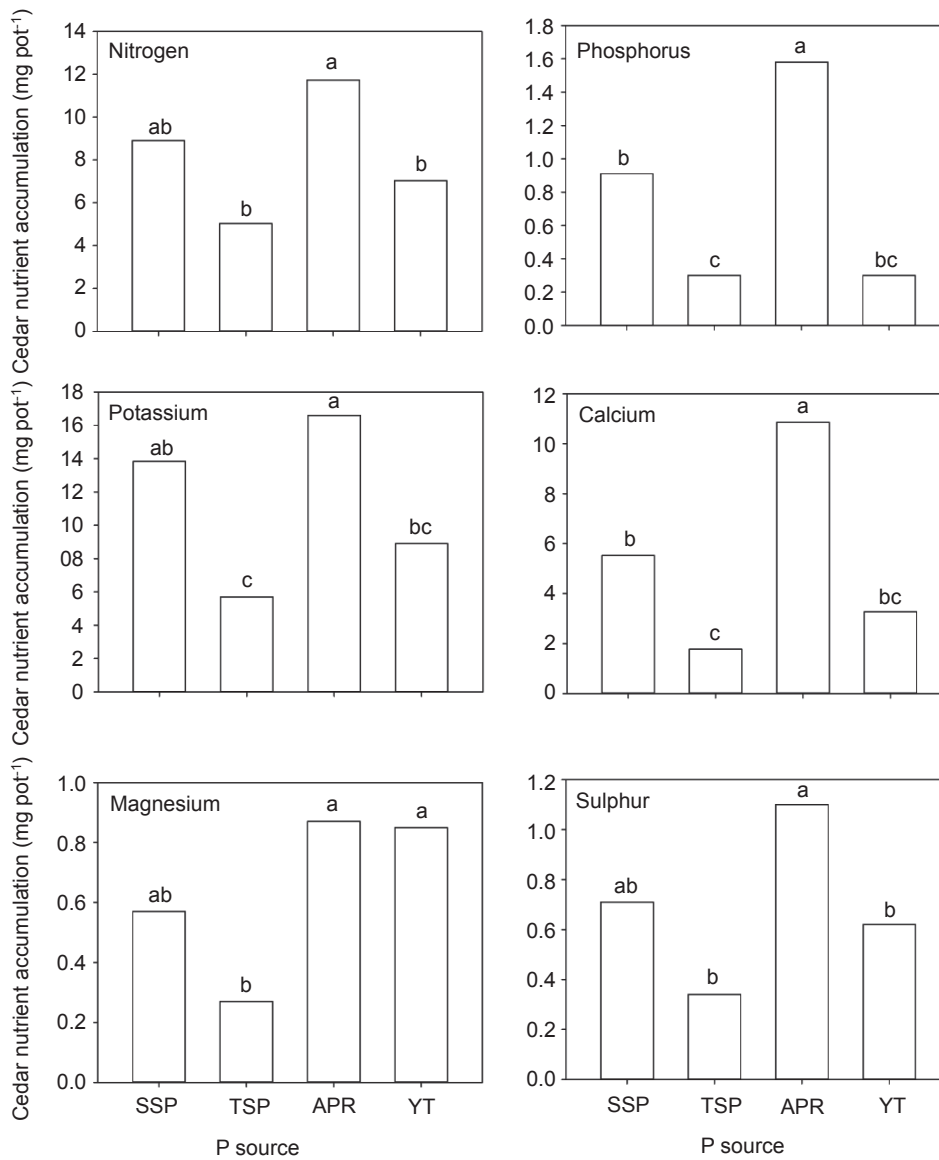 Cedar nutrient accumulation (mg pot⁻¹)
Nitrogen
14
12
10
8
6
4
2
0
ab
b
a
b
Phosphorus
1.8
1.6
1.4
1.2
1.0
0.8
0.6
0.4
0.2
0.0
b
c
a
bc
Cedar nutrient accumulation (mg pot⁻¹)
Potassium
18
16
14
12
10
08
6
4
2
0
ab
c
a
bc
Calcium
12
10
8
6
4
2
0
b
c
a
bc
Cedar nutrient accumulation (mg pot⁻¹)
Magnesium
1.0
0.8
0.6
0.4
0.2
0.0
ab
b
a
a
SSP TSP APR YT
P source
Sulphur
1.2
1.0
0.8
0.6
0.4
0.2
0.0
ab
b
a
b
SSP TSP APR YT
P source